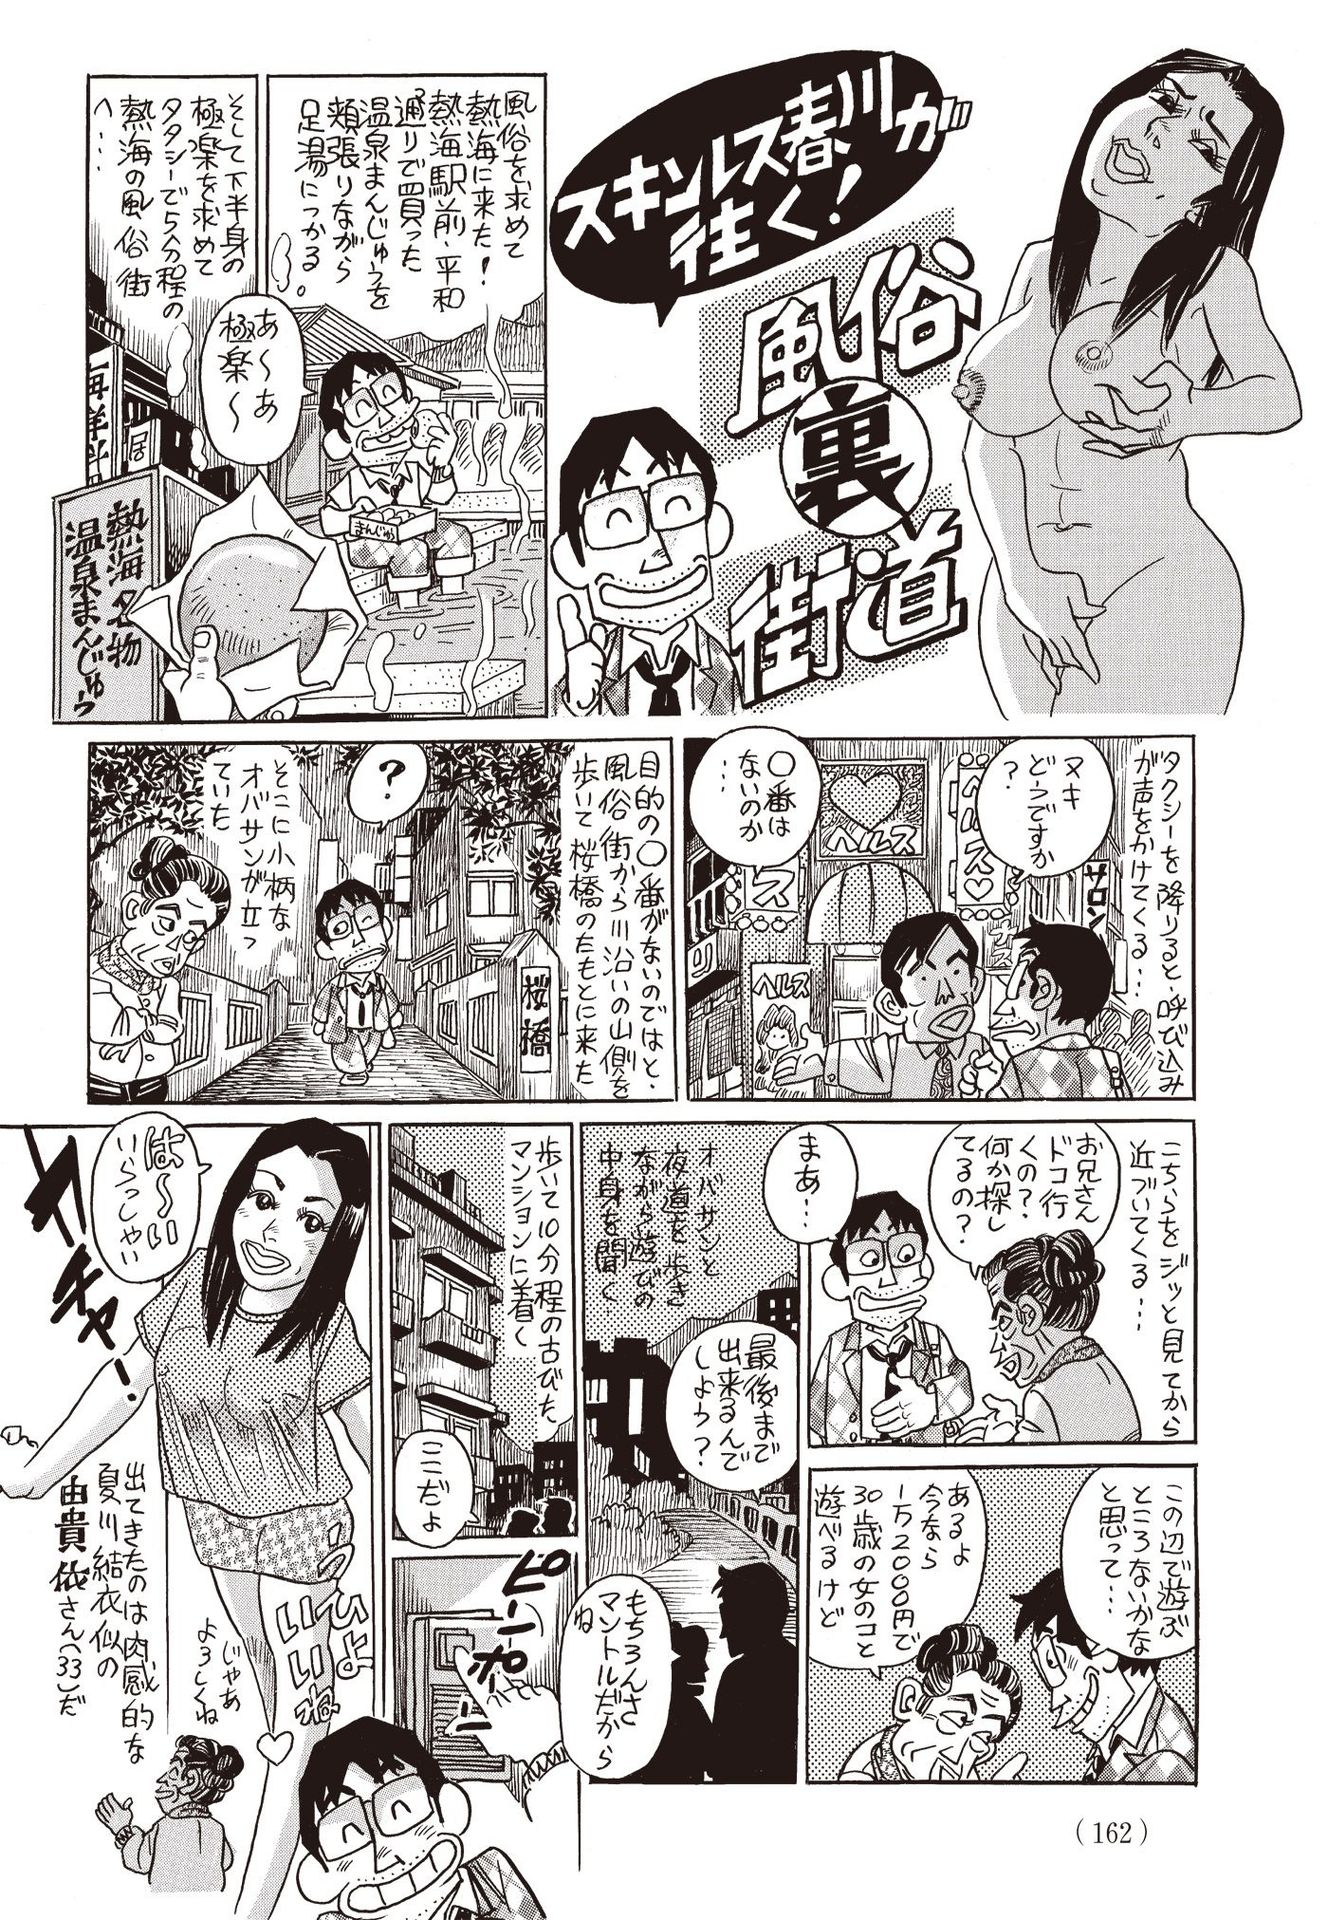 スキンレス春川が
往く！
風俗
裏
街道
風俗を求めて
熱海に来た！
熱海駅前・平和
通りで買った
温泉まんじゅうを
頬張りながら
足湯につかる
あ〜あ
極楽〜
まんじゅう
そして下半身の
極楽を求めて
タクシーで5分程の
熱海の風俗街
へ…
熱海名物
温泉まんじゅう
タクシーを降りると、呼び込み
が声をかけてくる…
ヌキ
どうですか
？
〇番は
ないのか
…
ヘルス
ヘルス♡
サロン
ヘルス
目的の〇番がないのではと、
風俗街から川沿いの山側を
歩いて桜橋のたもとに来た
？
桜橋
そこに小柄な
オバサンが立っ
ていた
こちらをジッと見てから
近づいてくる…
お兄さん
ドコ行
くの？
何か探し
てるの？
まあ…
この辺で遊ぶ
ところないかな
と思って…
あるよ
今なら
1万2000円で
30歳の女のコと
遊べるけど
オバサンと
夜道を歩き
ながら遊びの
中身を聞く
最後まで
出来るんで
しょう？
もちろんさ
マントルだから
ね
歩いて10分程の古びた
マンションに着く
ココだよ
ピーン
ポーン
ガチャー！
は〜い
いらっしゃい
出てきたのは肉感的な
夏川結衣似の
由貴依さん(33)だ
うひょ
いいね
♡
じゃあ
よろしくね
(162)